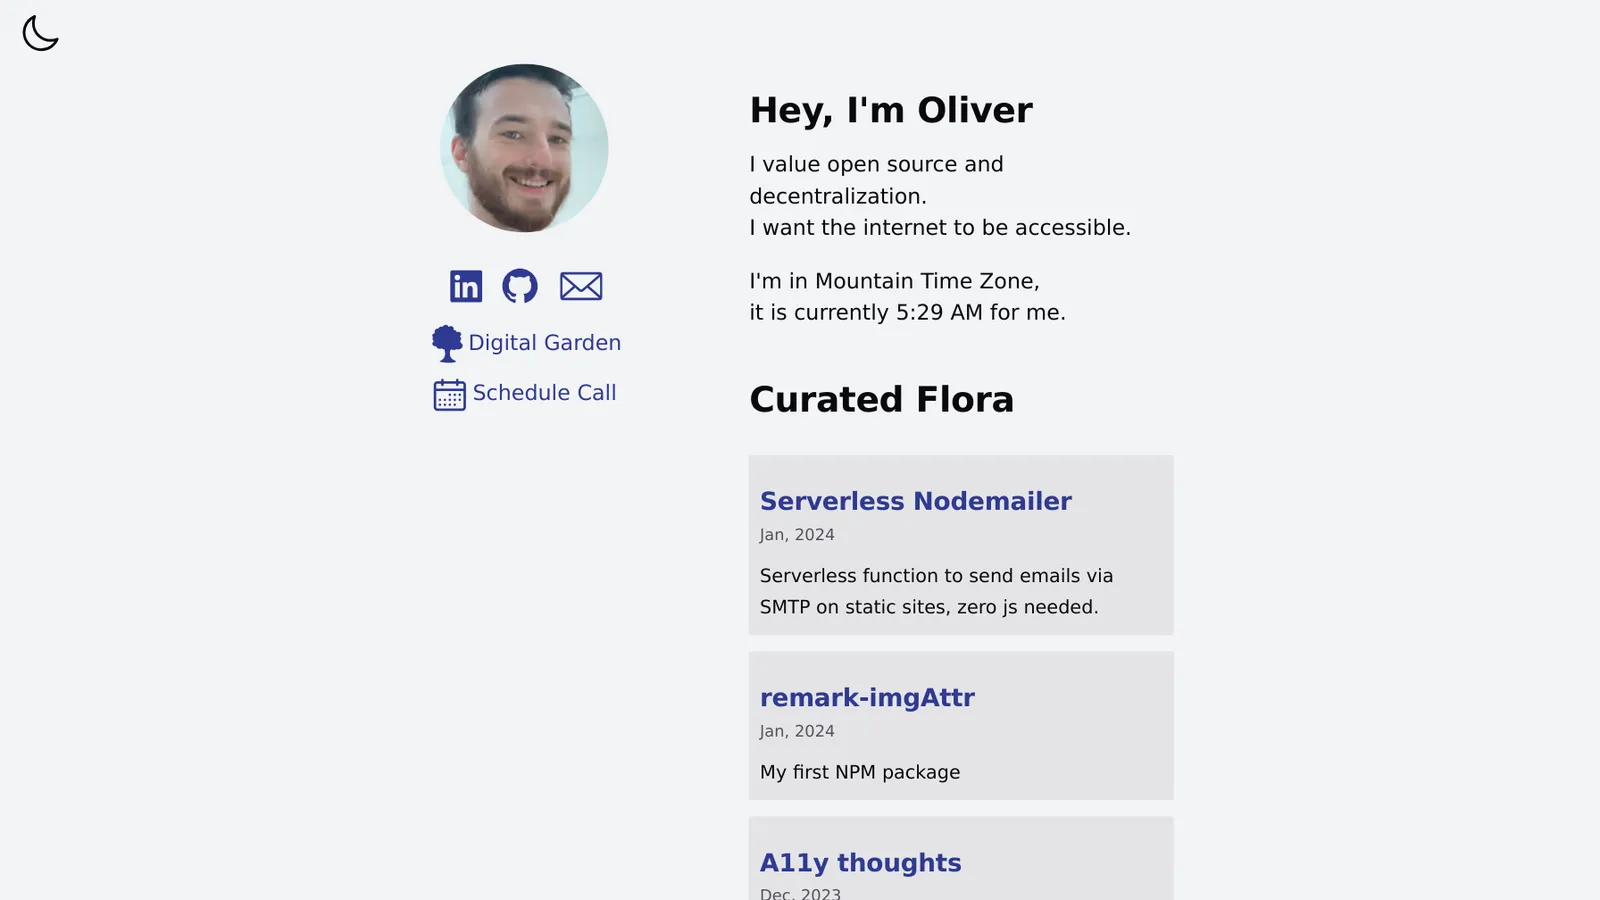 Hey, I'm Oliver
I value open source and
decentralization.
I want the internet to be accessible.
I'm in Mountain Time Zone,
it is currently 5:29 AM for me.
in
Digital Garden
Schedule Call
Curated Flora
Serverless Nodemailer
Jan, 2024
Serverless function to send emails via
SMTP on static sites, zero js needed.
remark-imgAttr
Jan, 2024
My first NPM package
A11y thoughts
Dec, 2023